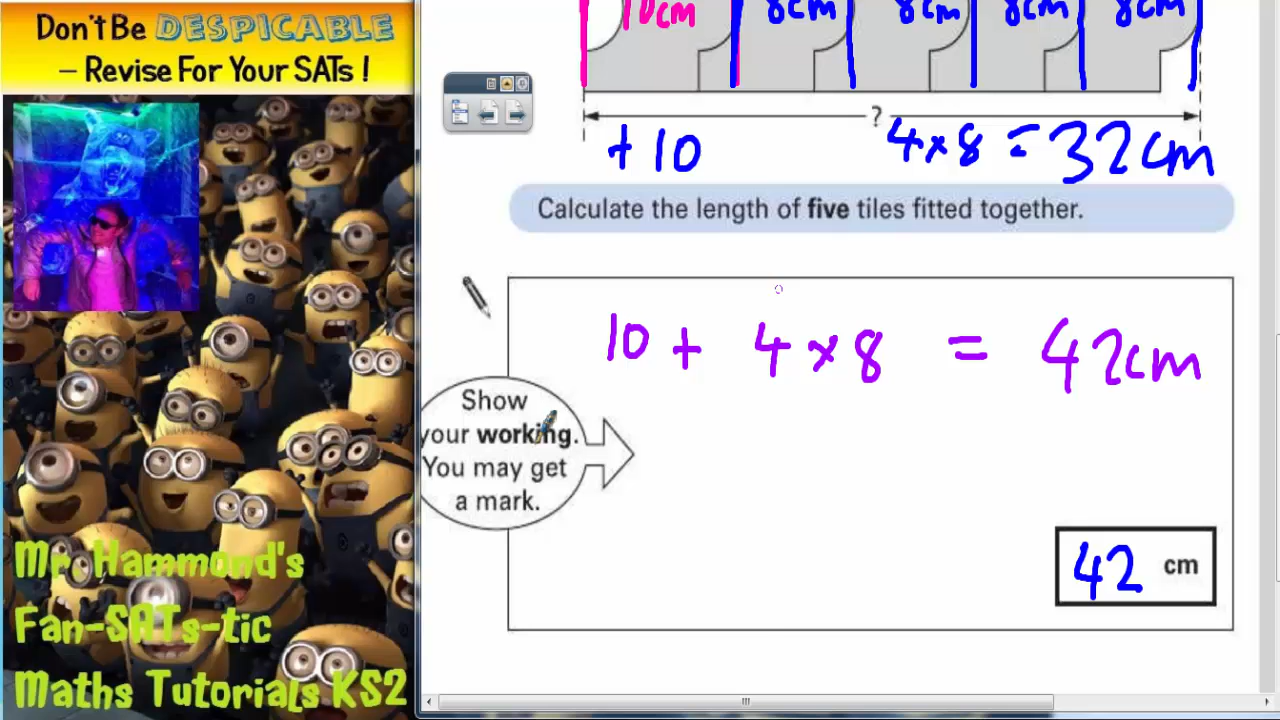 Don't Be DESPICABLE
– Revise For Your SATs !
10cm 8cm 8cm 8cm 8cm
?
+10 4×8 = 32cm
Calculate the length of five tiles fitted together.
10 + 4 × 8 = 42cm
Show
your working.
You may get
a mark.
42 cm
Mr. Hammond's
Fan-SATs-tic
Maths Tutorials KS2